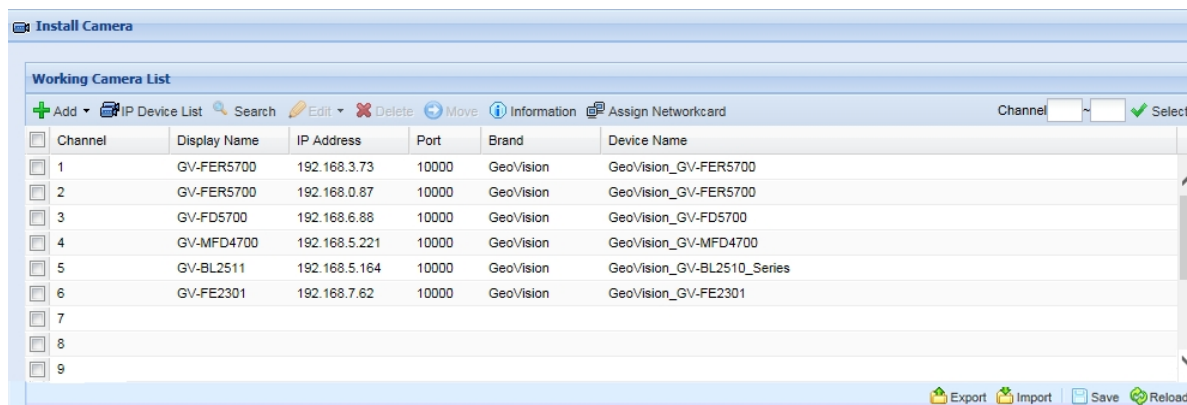 Install Camera
Working Camera List
Add IP Device List Search Edit Delete Move Information Assign Networkcard Channel ~ Select
Channel Display Name IP Address Port Brand Device Name
1 GV-FER5700 192.168.3.73 10000 GeoVision GeoVision_GV-FER5700
2 GV-FER5700 192.168.0.87 10000 GeoVision GeoVision_GV-FER5700
3 GV-FD5700 192.168.6.88 10000 GeoVision GeoVision_GV-FD5700
4 GV-MFD4700 192.168.5.221 10000 GeoVision GeoVision_GV-MFD4700
5 GV-BL2511 192.168.5.164 10000 GeoVision GeoVision_GV-BL2510_Series
6 GV-FE2301 192.168.7.62 10000 GeoVision GeoVision_GV-FE2301
7
8
9
Export Import Save Reload